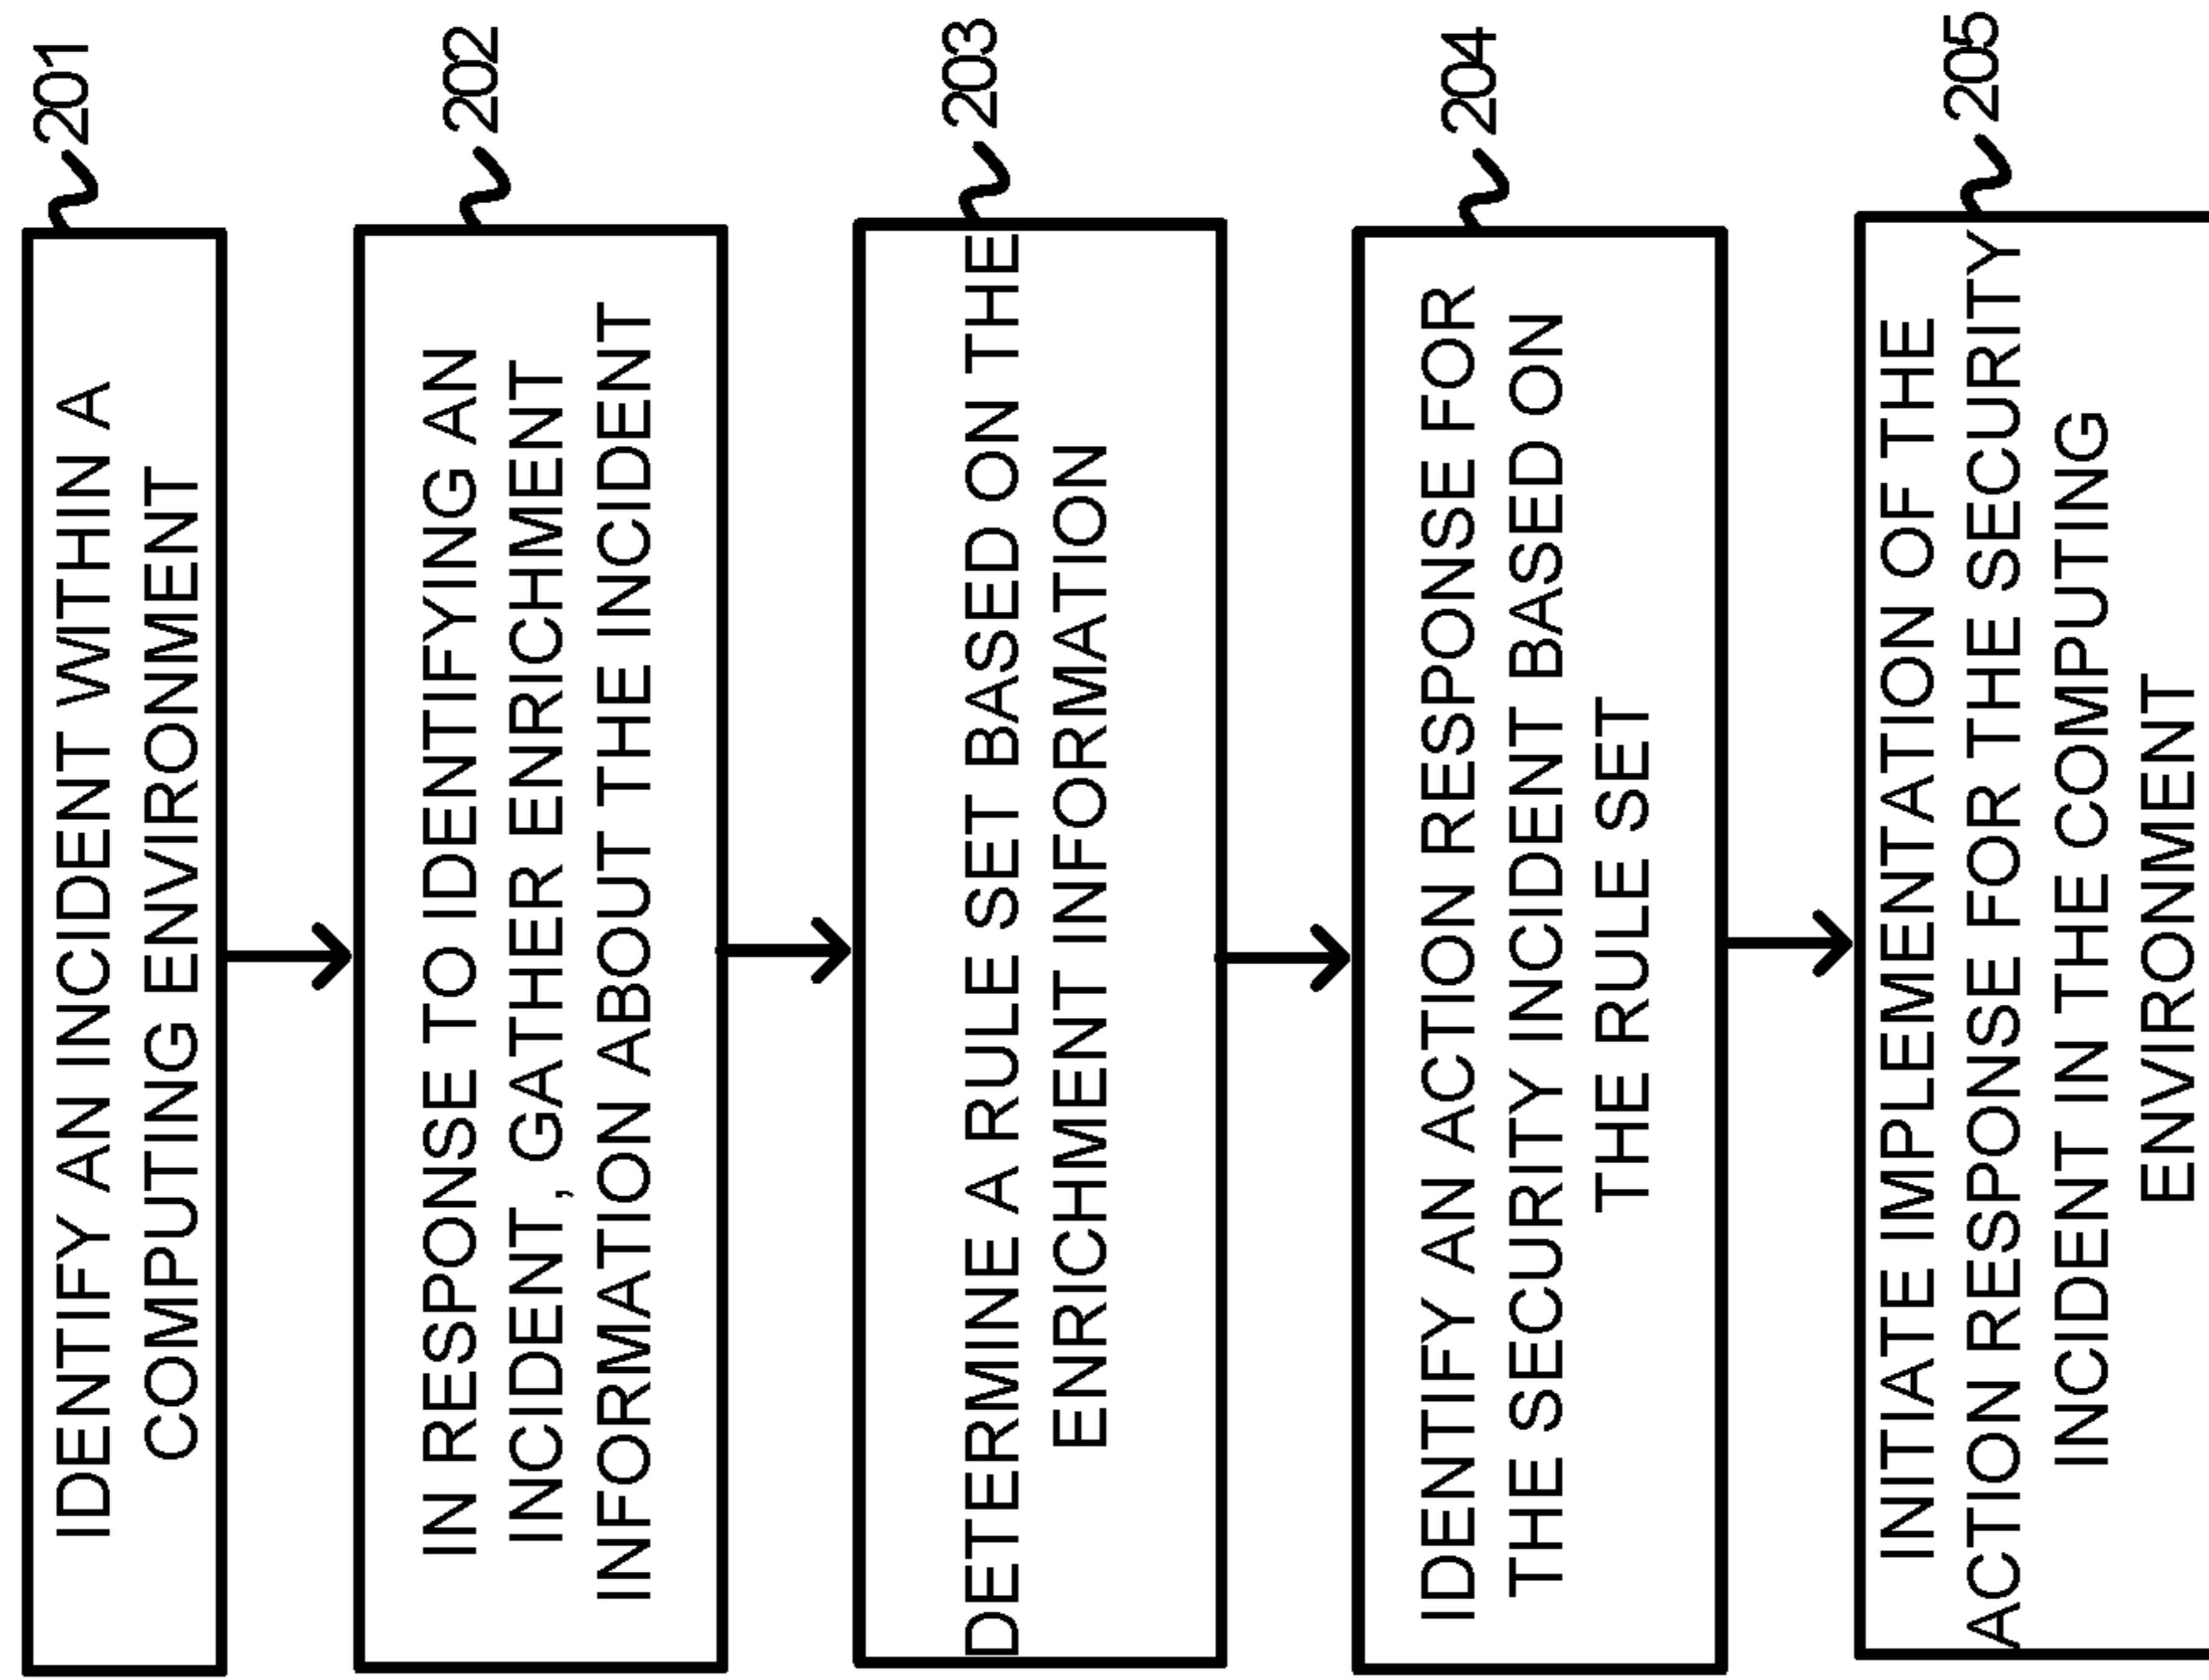 201
IDENTIFY AN INCIDENT WITHIN A
COMPUTING ENVIRONMENT
202
IN RESPONSE TO IDENTIFYING AN
INCIDENT, GATHER ENRICHMENT
INFORMATION ABOUT THE INCIDENT
203
DETERMINE A RULE SET BASED ON THE
ENRICHMENT INFORMATION
204
IDENTIFY AN ACTION RESPONSE FOR
THE SECURITY INCIDENT BASED ON
THE RULE SET
205
INITIATE IMPLEMENTATION OF THE
ACTION RESPONSE FOR THE SECURITY
INCIDENT IN THE COMPUTING
ENVIRONMENT